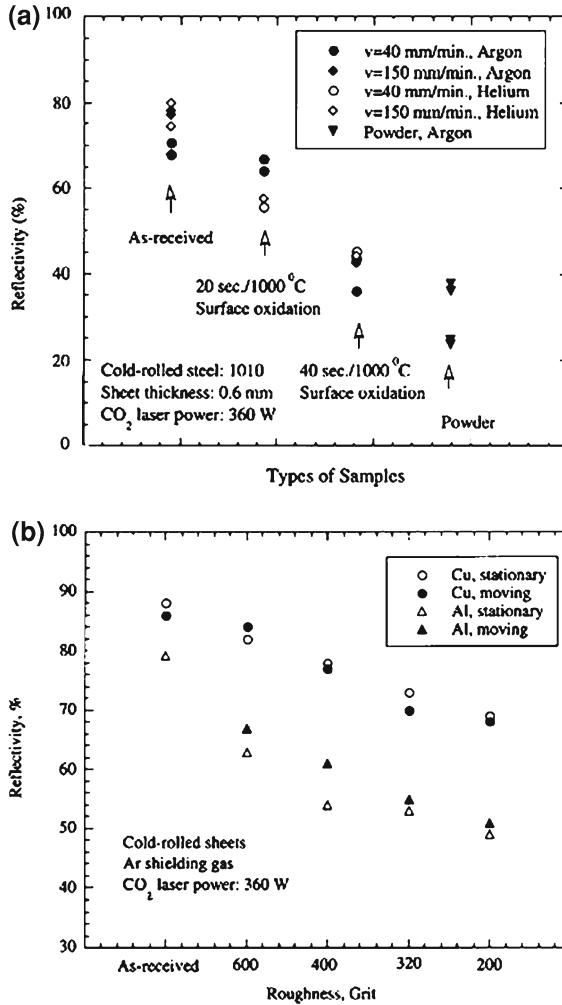 (a)
100
80
60
40
20
0
Reflectivity (%)
v=40 mm/min., Argon
v=150 mm/min., Argon
v=40 mm/min., Helium
v=150 mm/min., Helium
Powder, Argon
As-received
20 sec./1000 °C
Surface oxidation
40 sec./1000 °C
Surface oxidation
Powder
Cold-rolled steel: 1010
Sheet thickness: 0.6 mm
CO2 laser power: 360 W
Types of Samples
(b)
100
90
80
70
60
50
40
30
Reflectivity, %
Cu, stationary
Cu, moving
Al, stationary
Al, moving
Cold-rolled sheets
Ar shielding gas
CO2 laser power: 360 W
As-received 600 400 320 200
Roughness, Grit